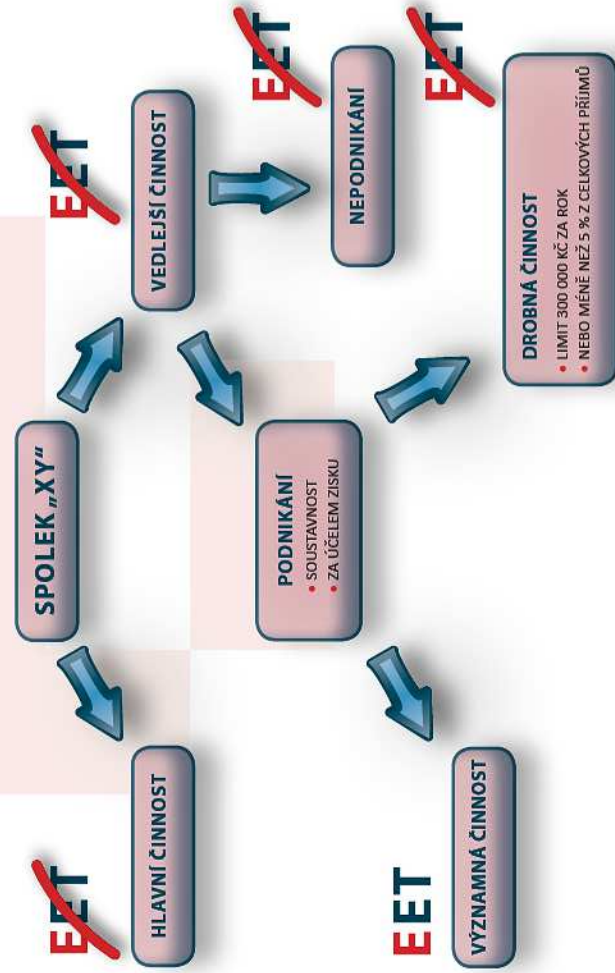 SPOLEK „XY“
EET
HLAVNÍ ČINNOST
EET
VEDLEJŠÍ ČINNOST
PODNIKÁNÍ
• SOUSTAVNOST
• ZA ÚČELEM ZISKU
EET
NEPODNIKÁNÍ
EET
VÝZNAMNÁ ČINNOST
EET
DROBNÁ ČINNOST
• LIMIT 300 000 KČ ZA ROK
• NEBO MÉNĚ NEŽ 5 % Z CELKOVÝCH PŘÍJMŮ